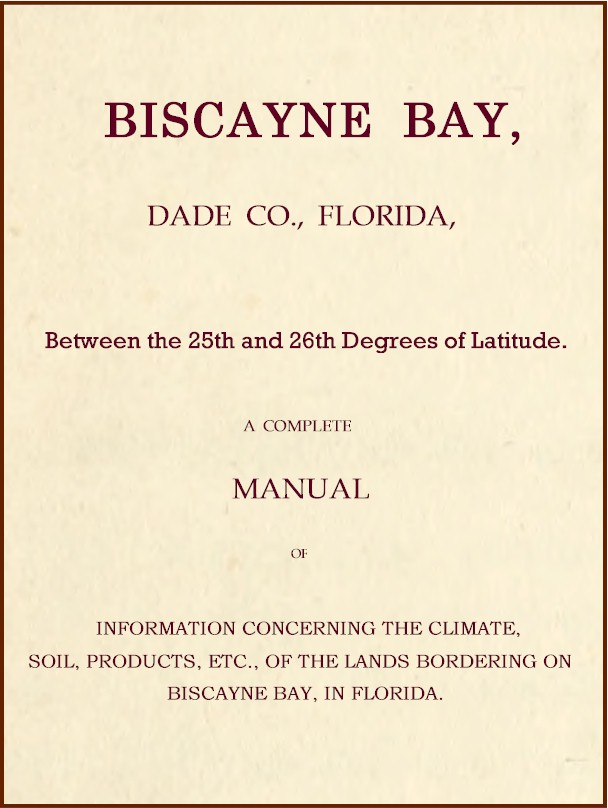 BISCAYNE BAY,
DADE CO., FLORIDA,
Between the 25th and 26th Degrees of Latitude.
A COMPLETE
MANUAL
OF
INFORMATION CONCERNING THE CLIMATE,
SOIL, PRODUCTS, ETC., OF THE LANDS BORDERING ON
BISCAYNE BAY, IN FLORIDA.